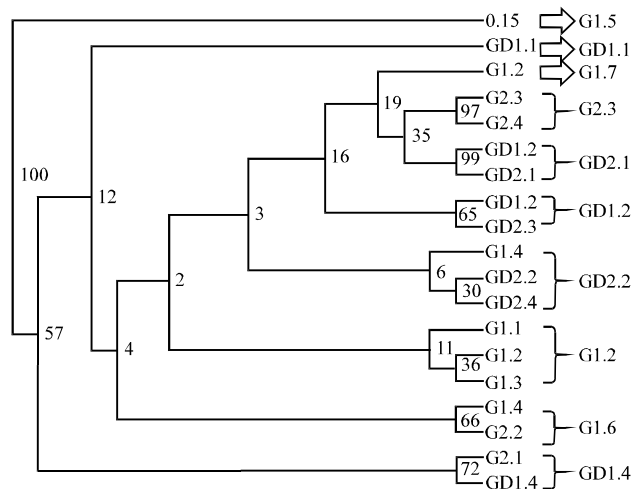 0.15 G1.5
GD1.1 GD1.1
G1.2 G1.7
19
G2.3
97 G2.3
G2.4
35
16
GD1.2
99 GD2.1
GD2.1
100
12
GD1.2
65 GD1.2
GD2.3
3
G1.4
6
GD2.2 GD2.2
30
GD2.4
2
57
4
G1.1
11
G1.2 G1.2
36
G1.3
G1.4
66 G1.6
G2.2
G2.1
72 GD1.4
GD1.4